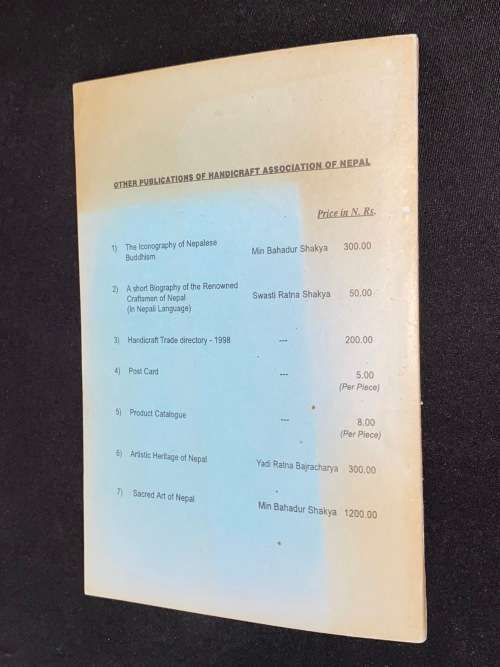 OTHER PUBLICATIONS OF HANDICRAFT ASSOCIATION OF NEPAL
Price in N. Rs.
1) The Iconography of Nepalese Buddhism Min Bahadur Shakya 300.00
2) A short Biography of the Renowned Craftsmen of Nepal (In Nepali Language) Swasti Ratna Shakya 50.00
3) Handicraft Trade directory - 1998 --- 200.00
4) Post Card --- 5.00
(Per Piece)
5) Product Catalogue --- 8.00
(Per Piece)
6) Artistic Heritage of Nepal Yadi Ratna Bajracharya 300.00
7) Sacred Art of Nepal Min Bahadur Shakya 1200.00